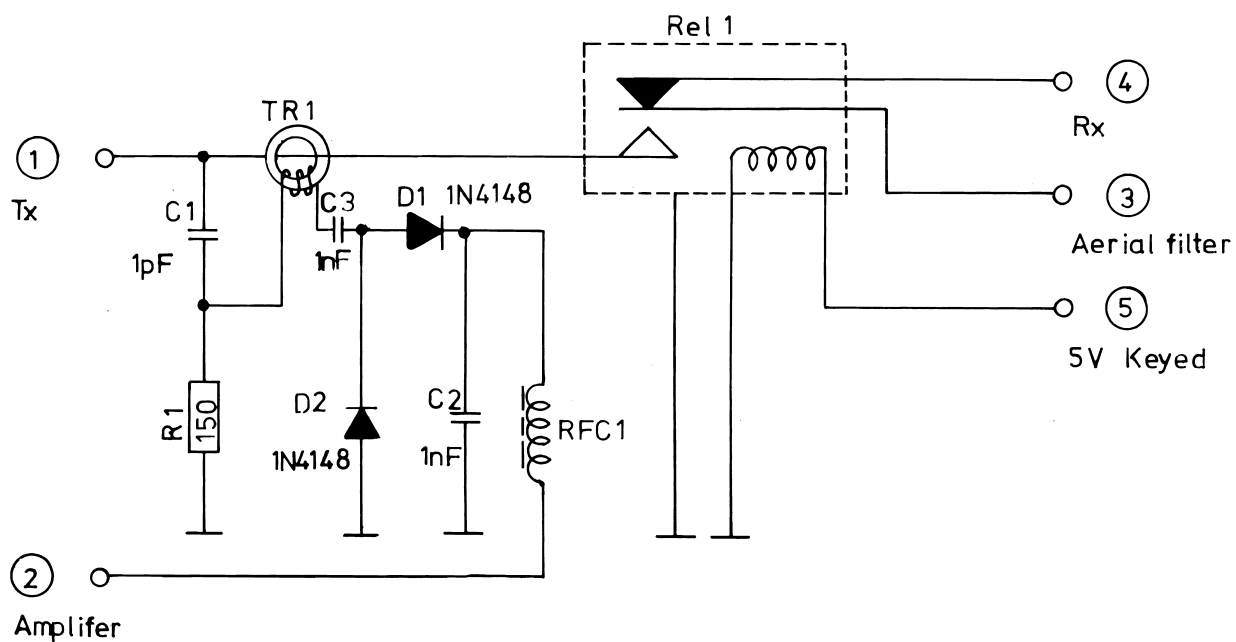 Rel 1
4
Rx
TR1
1
Tx
C1
1pF
C3
1nF
D1 1N4148
3
Aerial filter
5
5V Keyed
R1
150
D2
1N4148
C2
1nF
RFC1
2
Amplifer